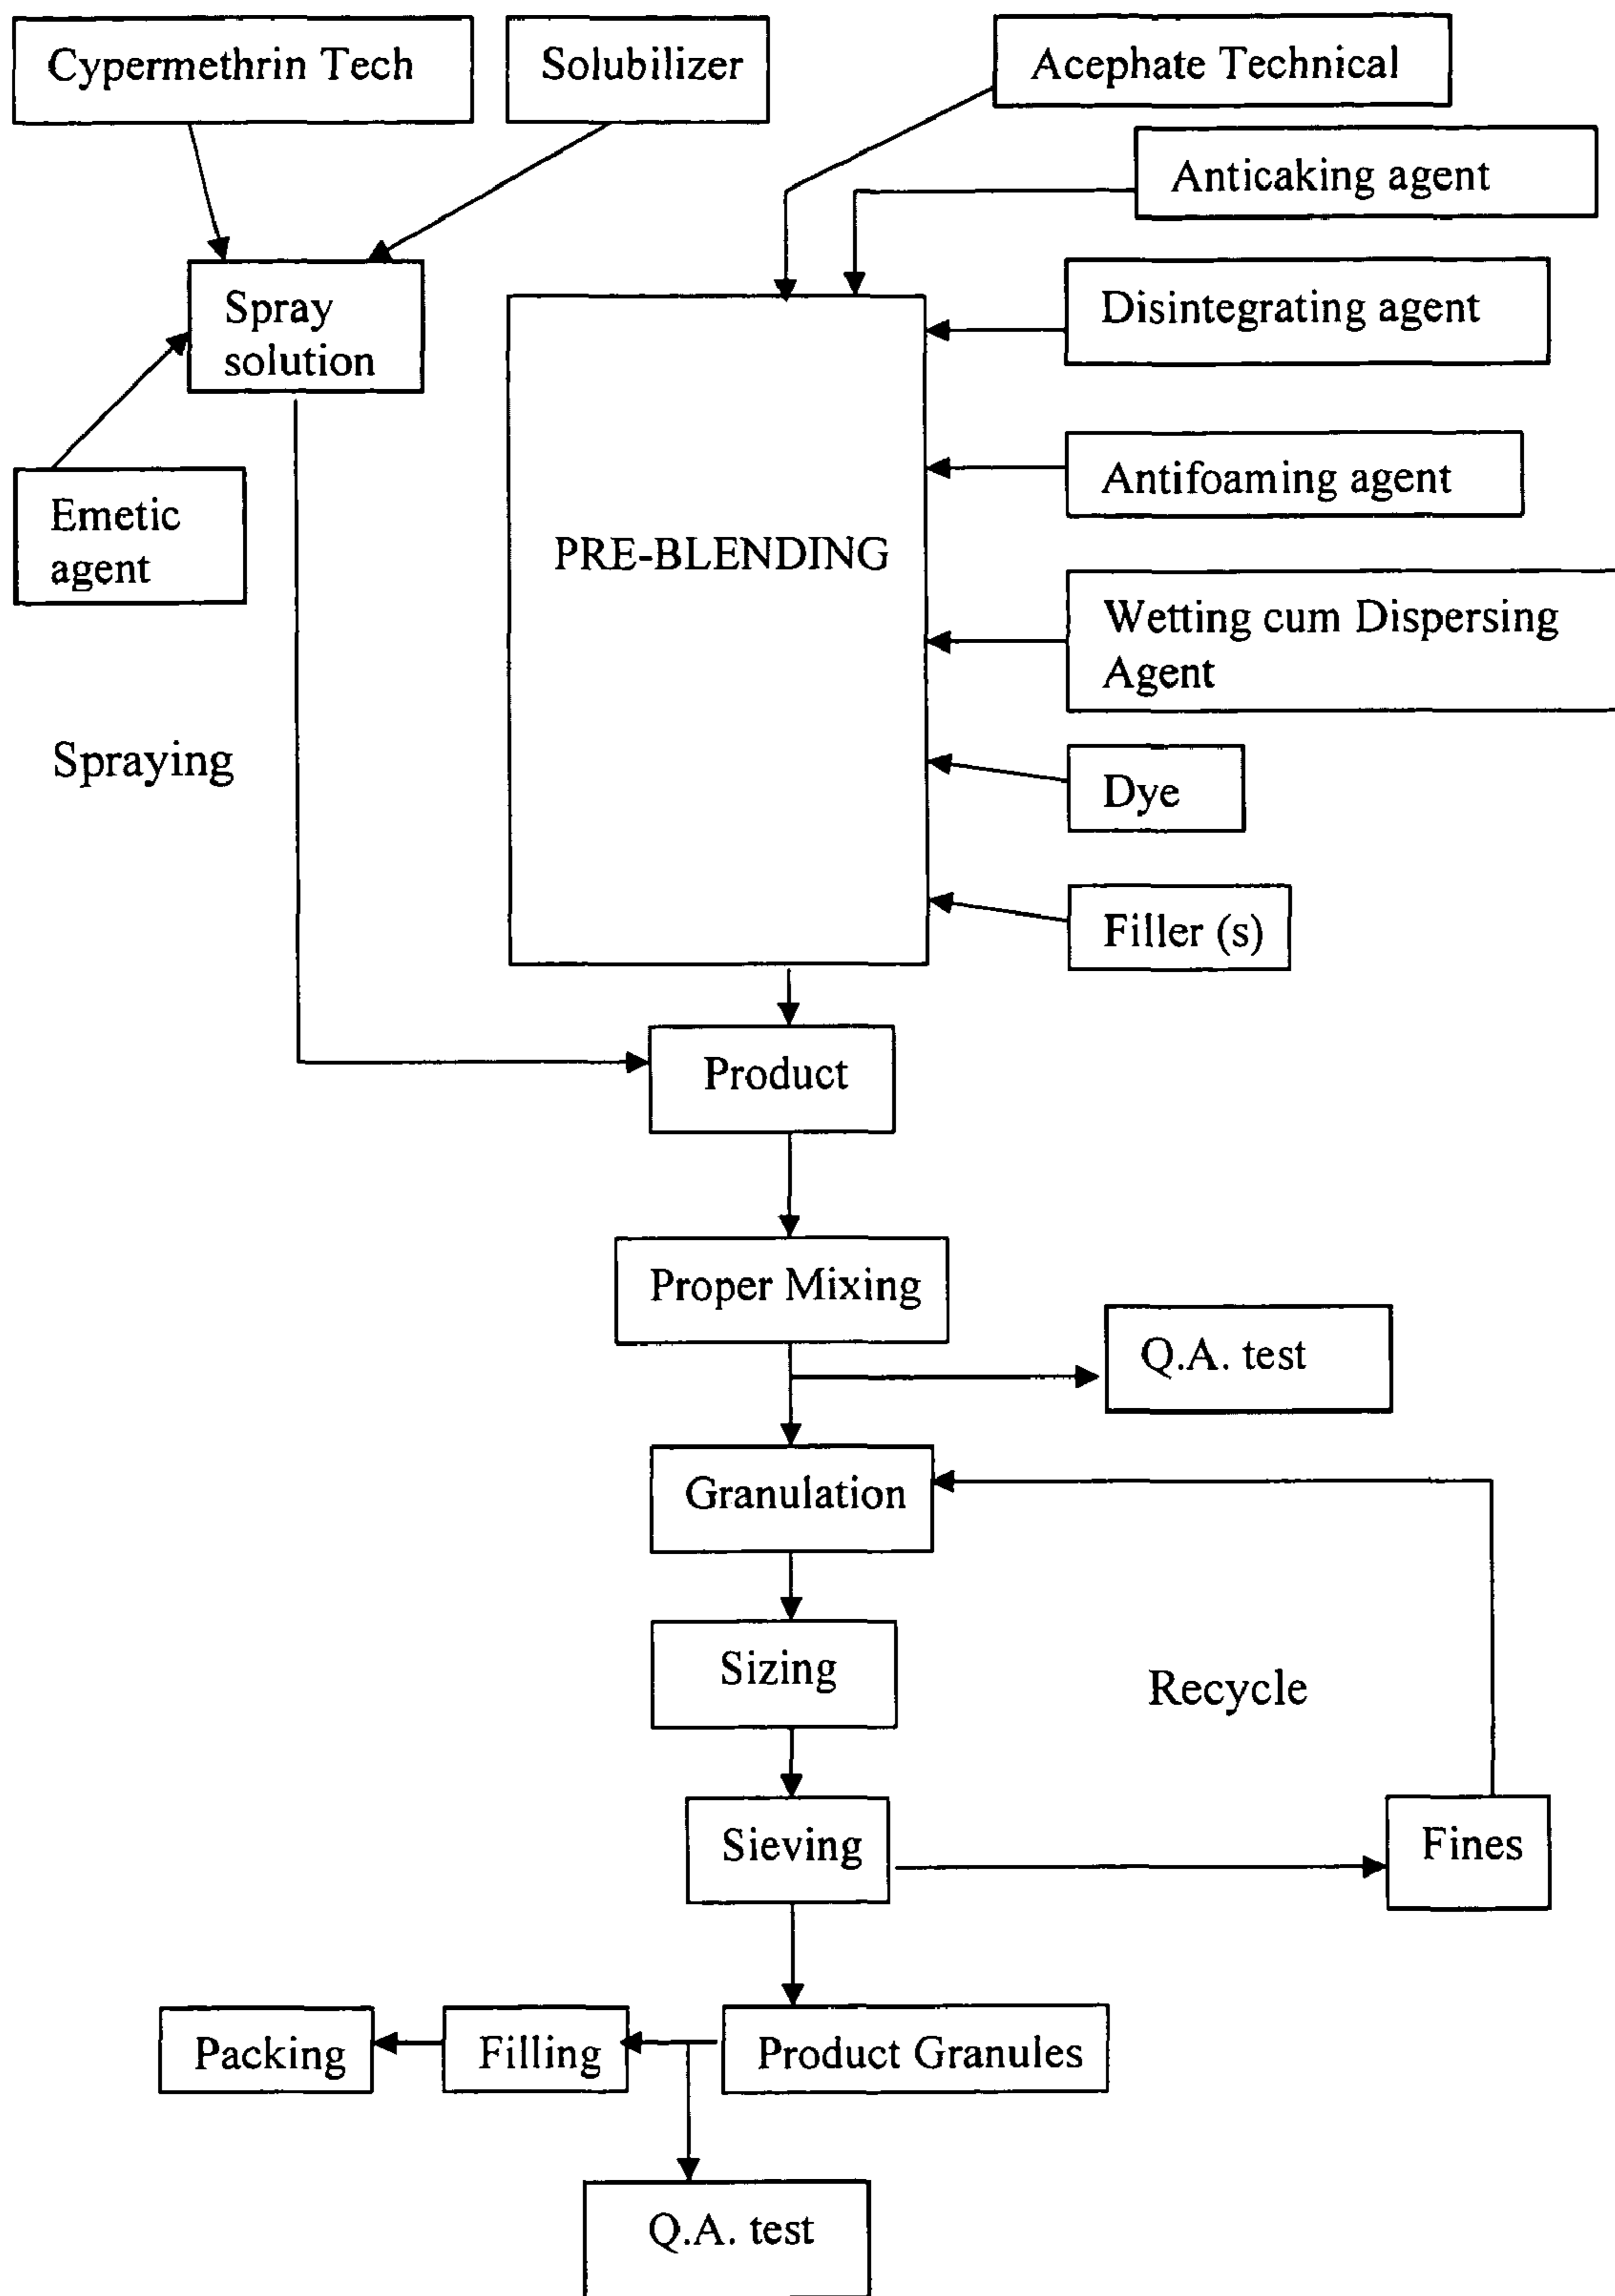 Cypermethrin Tech
Solubilizer
Acephate Technical
Anticaking agent
Spray
solution
Disintegrating agent
Antifoaming agent
Emetic
agent
PRE-BLENDING
Wetting cum Dispersing
Agent
Spraying
Dye
Filler (s)
Product
Proper Mixing
Q.A. test
Granulation
Sizing
Recycle
Sieving
Fines
Packing
Filling
Product Granules
Q.A. test